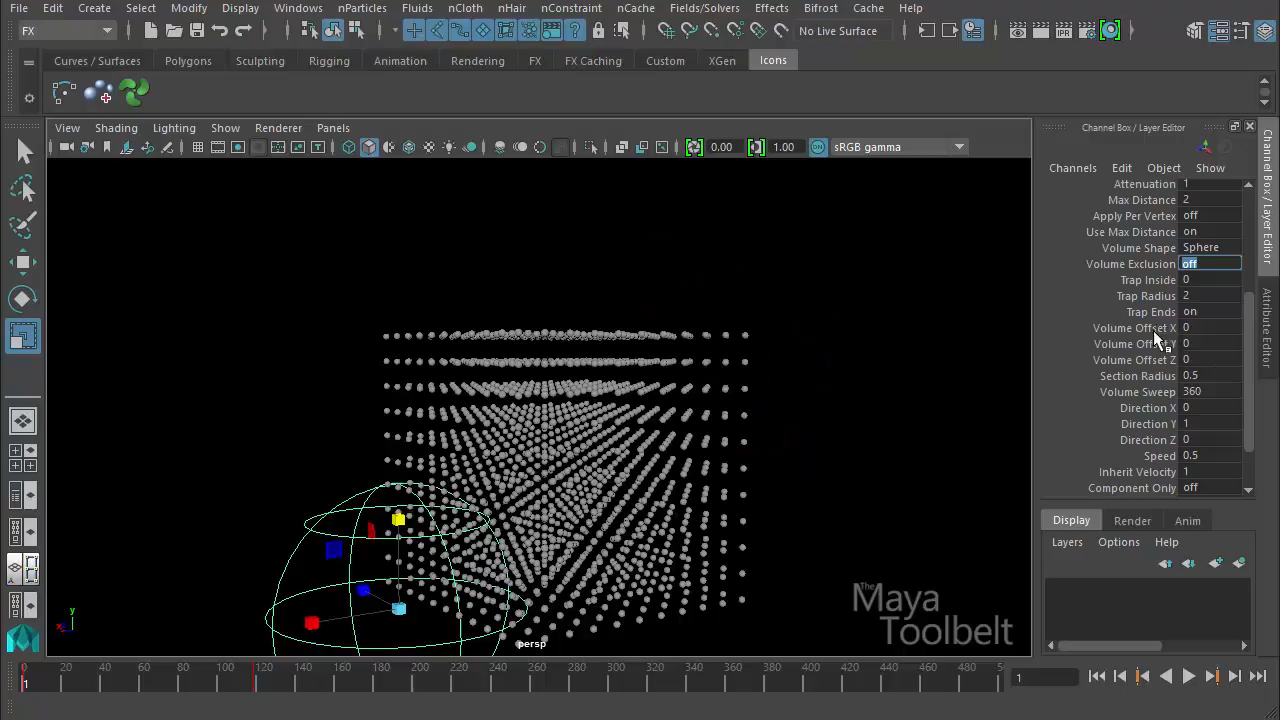 File Edit Create Select Modify Display Windows nParticles Fluids nCloth nHair nConstraint nCache Fields/Solvers Effects Bifrost Cache Help
FX No Live Surface IPR
Curves / Surfaces Polygons Sculpting Rigging Animation Rendering FX FX Caching Custom XGen Icons
View Shading Lighting Show Renderer Panels
0.00 1.00 ON sRGB gamma
Channel Box / Layer Editor
Channels Edit Object Show
Attenuation 1
Max Distance 2
Apply Per Vertex off
Use Max Distance on
Volume Shape Sphere
Volume Exclusion off
Trap Inside 0
Trap Radius 2
Trap Ends on
Volume Offset X 0
Volume Offset Y 0
Volume Offset Z 0
Section Radius 0.5
Volume Sweep 360
Direction X 0
Direction Y 1
Direction Z 0
Speed 0.5
Inherit Velocity 1
Component Only off
Channel Box / Layer Editor
Attribute Editor
Display Render Anim
Layers Options Help
The Maya
Toolbelt
y
x
persp
0 20 40 60 80 100 120 140 160 180 200 220 240 260 280 300 320 340 360 380 400 420 440 460 480 5
1
1